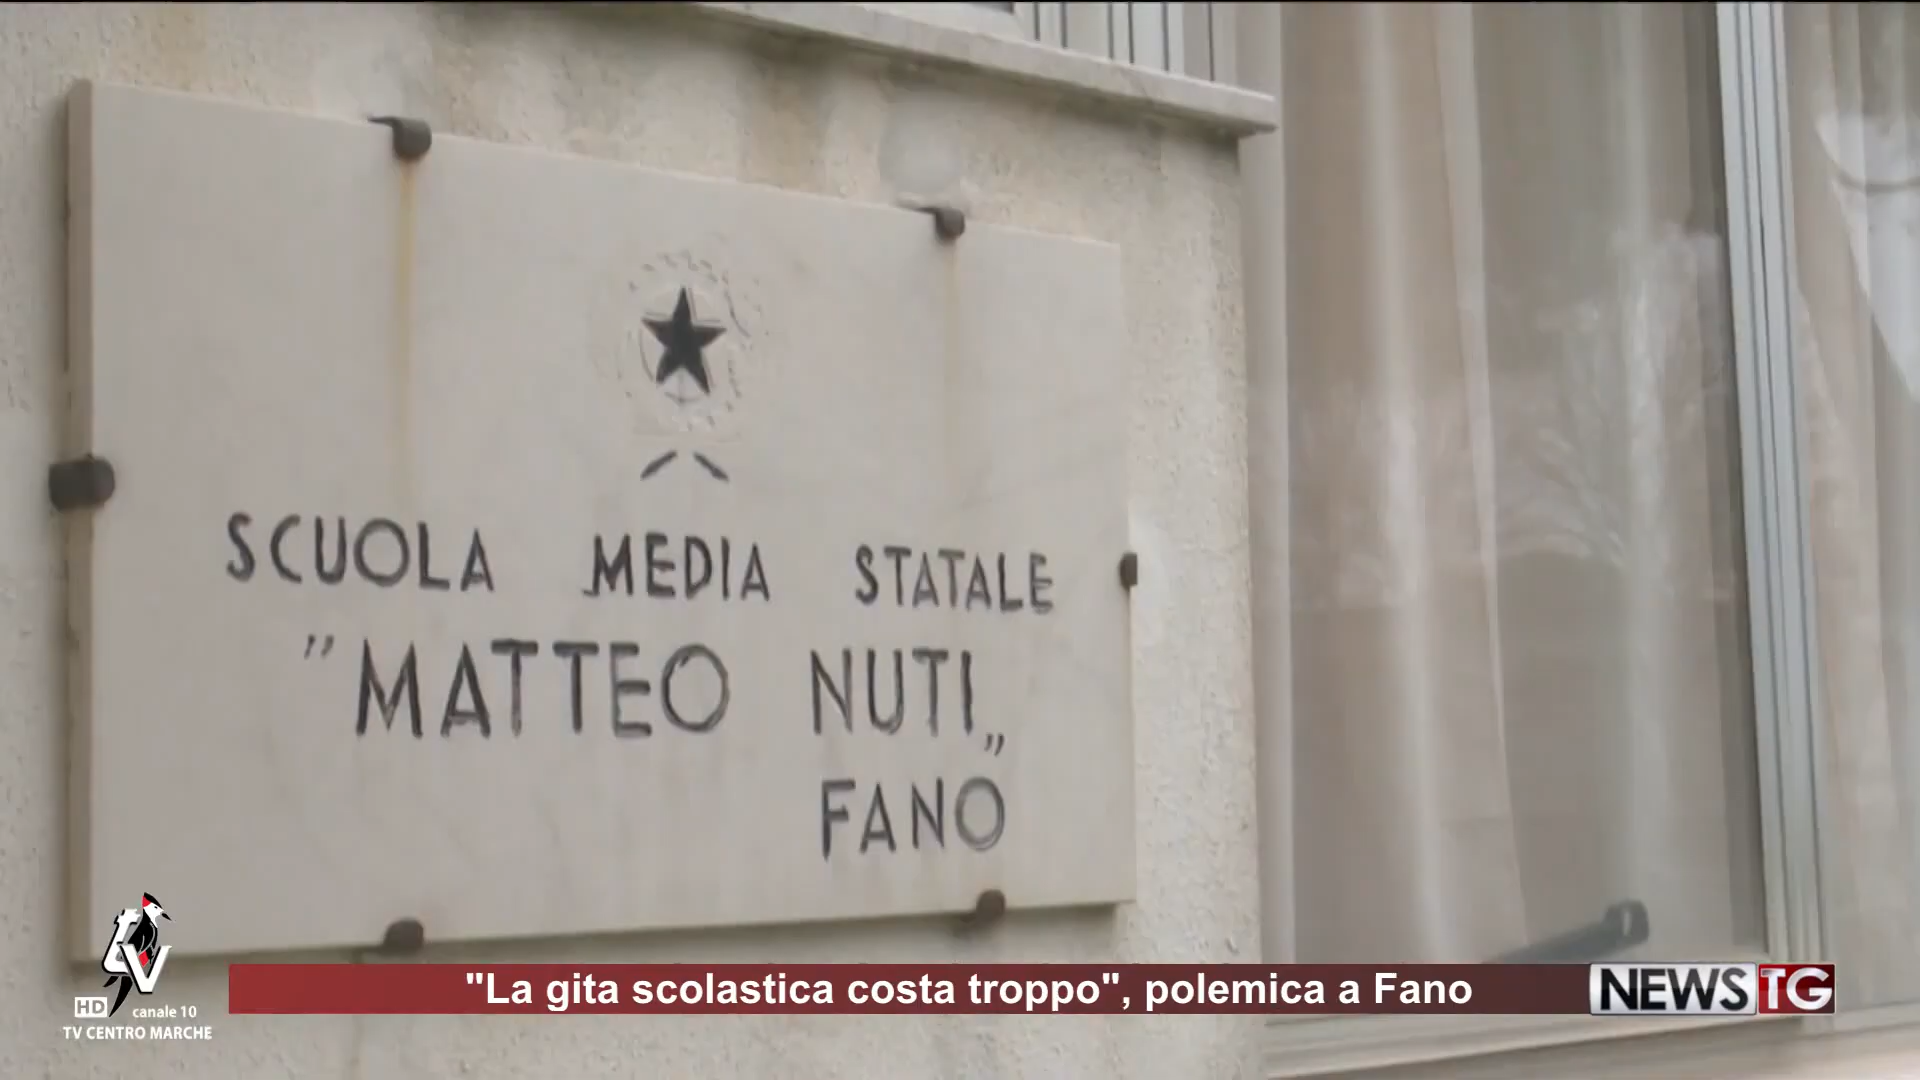 SCUOLA MEDIA STATALE
"MATTEO NUTI„
FANO
"La gita scolastica costa troppo", polemica a Fano
NEWS TG
tV
HD canale 10
TV CENTRO MARCHE